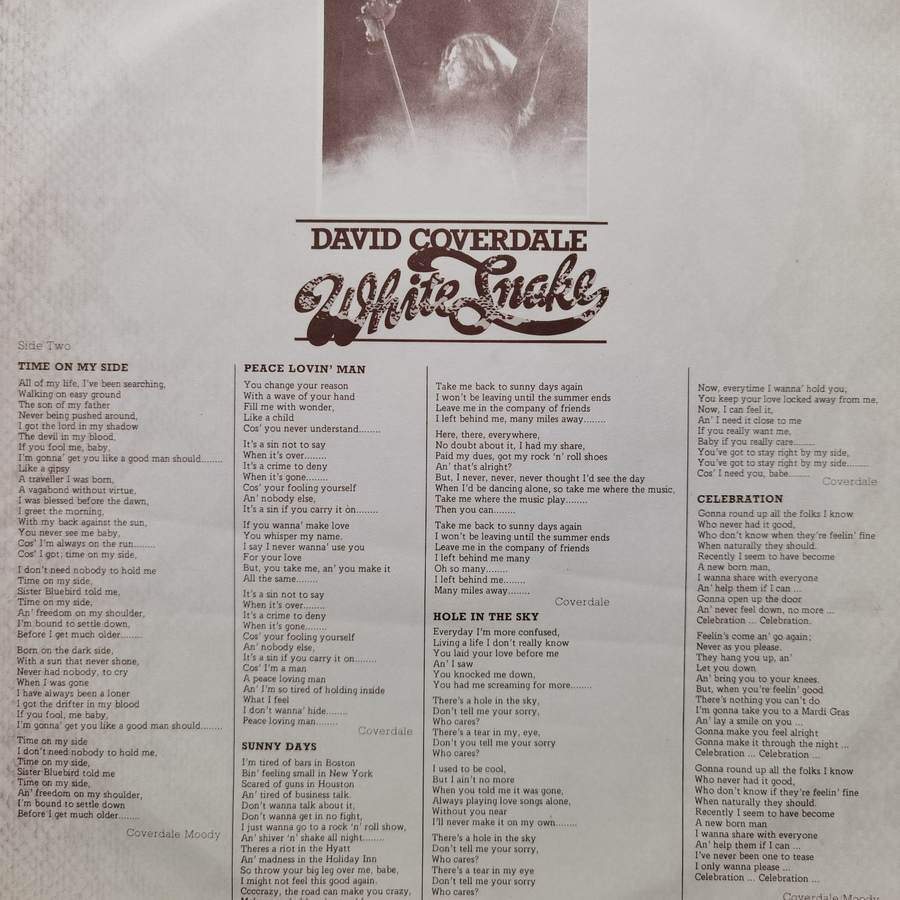 DAVID COVERDALE
WhiteSnake
Side Two
TIME ON MY SIDE
All of my life, I've been searching,
Walking on easy ground
The son of my father
Never being pushed around,
I got the lord in my shadow
The devil in my blood,
If you fool me, baby,
I'm gonna' get you like a good man should........
Like a gipsy
A traveller I was born,
A vagabond without virtue,
I was blessed before the dawn,
I greet the morning,
With my back against the sun,
You never see me baby,
Cos' I'm always on the run........
Cos' I got; time on my side,
I don't need nobody to hold me
Time on my side,
Sister Bluebird told me,
Time on my side,
An' freedom on my shoulder,
I'm bound to settle down,
Before I get much older........
Born on the dark side,
With a sun that never shone,
Never had nobody, to cry
When I was gone
I have always been a loner
I got the drifter in my blood
If you fool, me baby,
I'm gonna' get you like a good man should........
Time on my side
I don't need nobody to hold me,
Time on my side,
Sister Bluebird told me
Time on my side,
An' freedom on my shoulder,
I'm bound to settle down
Before I get much older........
Coverdale Moody
PEACE LOVIN' MAN
You change your reason
With a wave of your hand
Fill me with wonder,
Like a child
Cos' you never understand........
It's a sin not to say
When it's over........
It's a crime to deny
When it's gone........
Cos' your fooling yourself
An' nobody else,
It's a sin if you carry it on........
If you wanna' make love
You whisper my name.
I say I never wanna' use you
For your love
But, you take me, an' you make it
All the same........
It's a sin not to say
When it's over........
It's a crime to deny
When it's gone........
Cos' your fooling yourself
An' nobody else,
It's a sin if you carry it on........
Cos' I'm a man
A peace loving man
An' I'm so tired of holding inside
What I feel
I don't wanna' hide........
Peace loving man........
Coverdale
SUNNY DAYS
I'm tired of bars in Boston
Bin' feeling small in New York
Scared of guns in Houston
An' tired of business talk.
Don't wanna talk about it,
Don't wanna get in no fight,
I just wanna go to a rock 'n' roll show,
An' shiver 'n' shake all night........
Theres a riot in the Hyatt
An' madness in the Holiday Inn
So throw your big leg over me, babe,
I might not feel this good again.
Ccccrazy, the road can make you crazy,
Take me back to sunny days again
I won't be leaving until the summer ends
Leave me in the company of friends
I left behind me, many miles away........
Here, there, everywhere,
No doubt about it, I had my share,
Paid my dues, got my rock 'n' roll shoes
An' that's alright?
But, I never, never, never thought I'd see the day
When I'd be dancing alone, so take me where the music,
Take me where the music play........
Then you can........
Take me back to sunny days again
I won't be leaving until the summer ends
Leave me in the company of friends
I left behind me many
Oh so many........
I left behind me........
Many miles away........
Coverdale
HOLE IN THE SKY
Everyday I'm more confused,
Living a life I don't really know
You laid your love before me
An' I saw
You knocked me down,
You had me screaming for more........
There's a hole in the sky,
Don't tell me your sorry,
Who cares?
There's a tear in my, eye,
Don't you tell me your sorry
Who cares?
I used to be cool,
But I ain't no more
When you told me it was gone,
Always playing love songs alone,
Without you near
I'll never make it on my own........
There's a hole in the sky
Don't tell me your sorry,
Who cares?
There's a tear in my eye
Don't tell me your sorry
Who cares?
Now, everytime I wanna' hold you,
You keep your love locked away from me,
Now, I can feel it,
An' I need it close to me
If you really want me,
Baby if you really care........
You've got to stay right by my side,
You've got to stay right by my side........
Cos' I need you, babe........
Coverdale
CELEBRATION
Gonna round up all the folks I know
Who never had it good,
Who don't know when they're feelin' fine
When naturally they should.
Recently I seem to have become
A new born man,
I wanna share with everyone
An' help them if I can ...
Gonna open up the door
An' never feel down, no more ...
Celebration ... Celebration.
Feelin's come an' go again;
Never as you please.
They hang you up, an'
Let you down
An' bring you to your knees.
But, when you're feelin' good
There's nothing you can't do
I'm gonna take you to a Mardi Gras
An' lay a smile on you ...
Gonna make you feel alright
Gonna make it through the night ...
Celebration ... Celebration ...
Gonna round up all the folks I know
Who never had it good,
Who don't know if they're feelin' fine
When naturally they should.
Recently I seem to have become
A new born man
I wanna share with everyone
An' help them if I can ...
I've never been one to tease
I only wanna please ...
Celebration ... Celebration ...
Coverdale/Moody